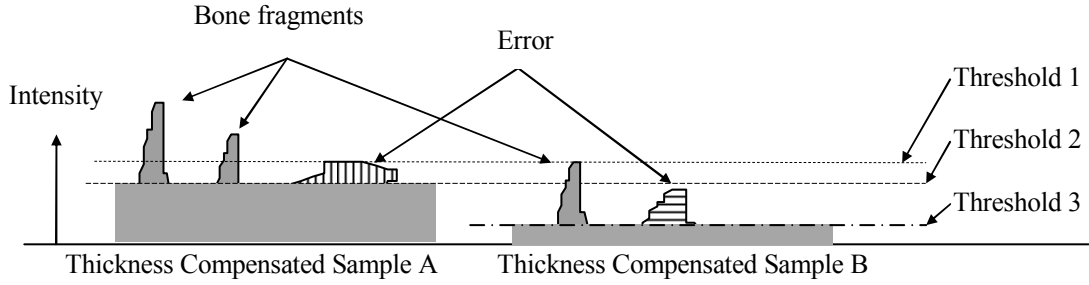 Bone fragments
Error
Threshold 1
Intensity
Threshold 2
Threshold 3
Thickness Compensated Sample A
Thickness Compensated Sample B